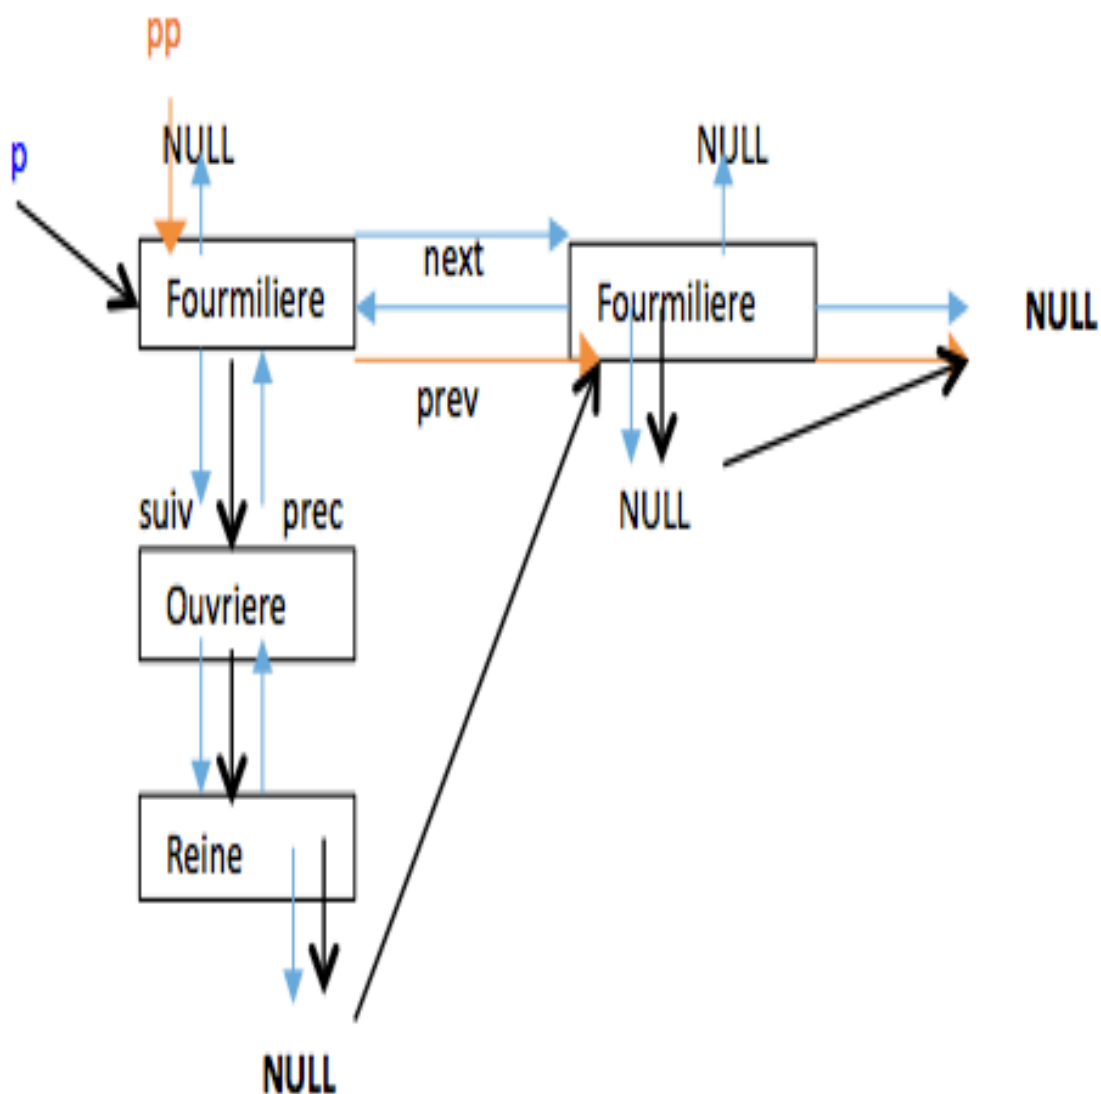 pp
p
NULL
NULL
next
Fourmiliere
Fourmiliere
NULL
prev
suiv
prec
NULL
Ouvriere
Reine
NULL